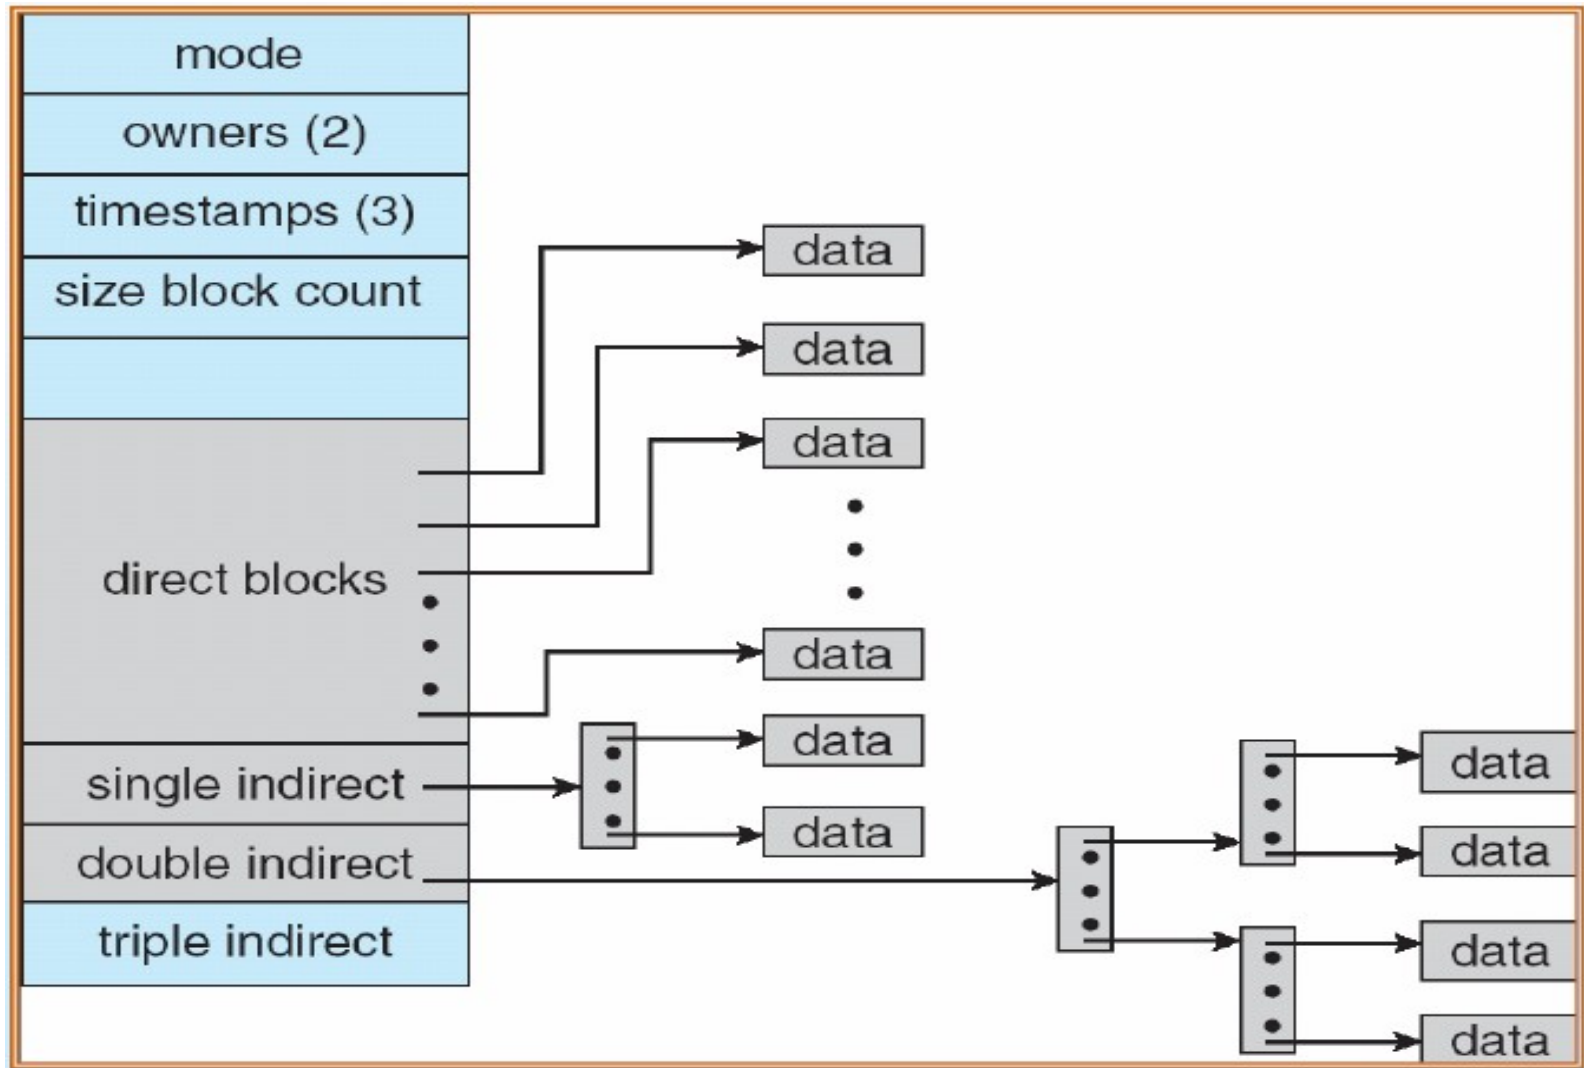 mode
owners (2)
timestamps (3)
size block count
direct blocks
single indirect
double indirect
triple indirect
data
data
data
data
data
data
data
data
data
data